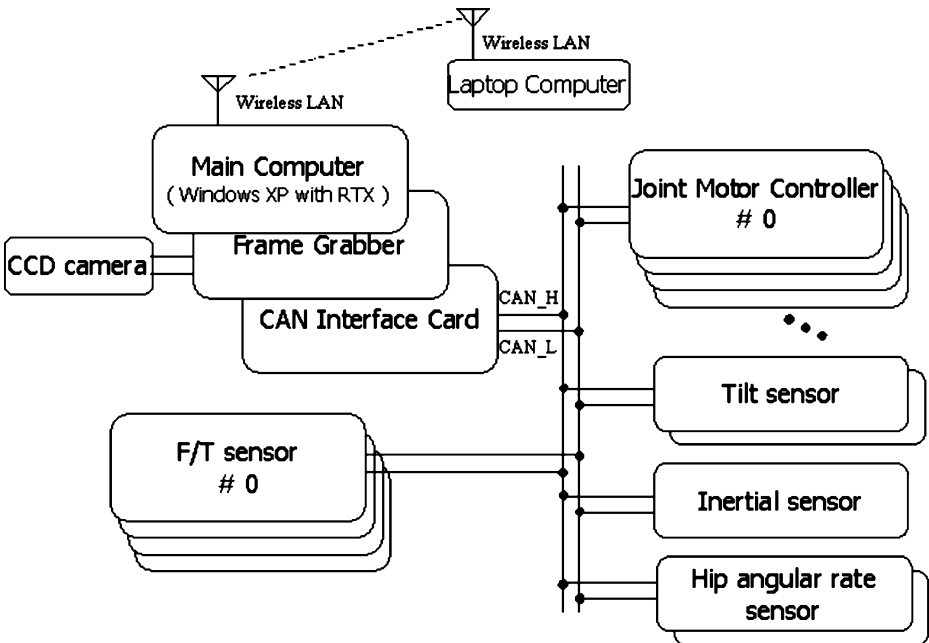 Wireless LAN
Laptop Computer
Wireless LAN
Main Computer
( Windows XP with RTX )
Frame Grabber
CCD camera
CAN Interface Card
CAN_H
CAN_L
Joint Motor Controller
# 0
Tilt sensor
F/T sensor
# 0
Inertial sensor
Hip angular rate
sensor